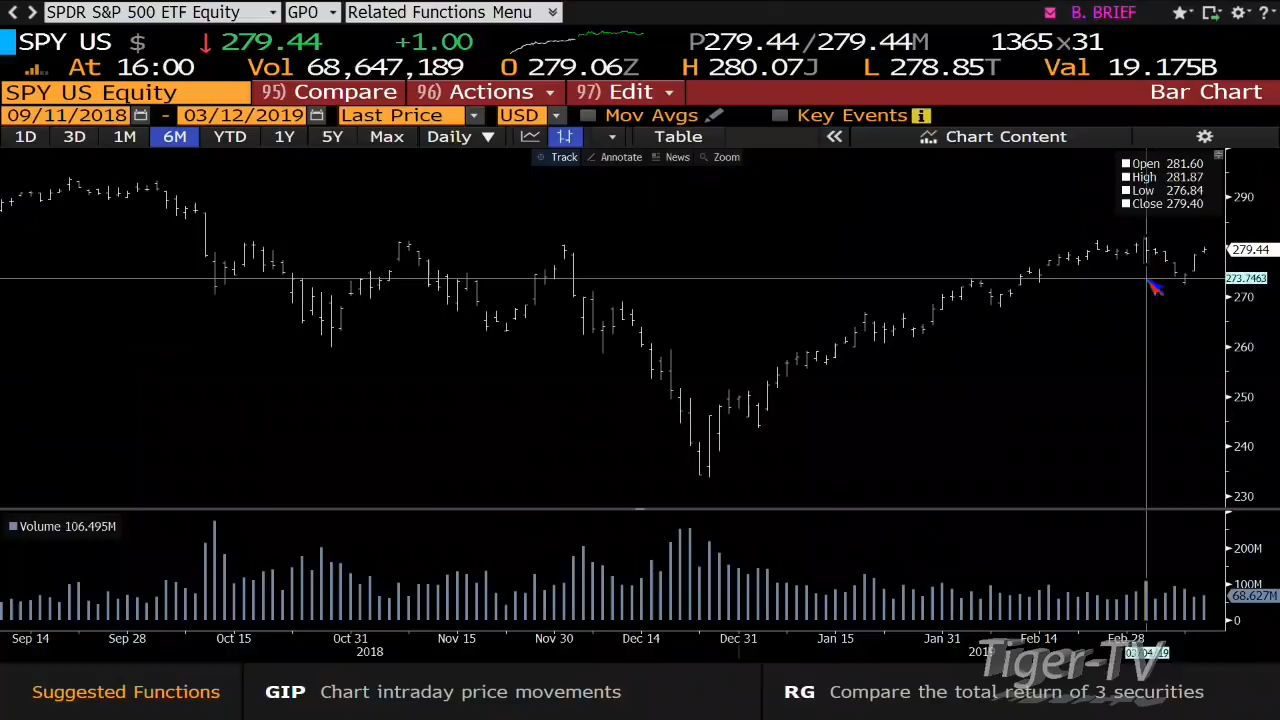 SPDR S&P 500 ETF Equity GPO Related Functions Menu B. BRIEF ?
SPY US $ ↓ 279.44 +1.00 P279.44/279.44M 1365x31
At 16:00 Vol 68,647,189 O 279.06Z H 280.07J L 278.85T Val 19.175B
SPY US Equity 95) Compare 96) Actions 97) Edit Bar Chart
09/11/2018 - 03/12/2019 Last Price USD Mov Avgs Key Events i
1D 3D 1M 6M YTD 1Y 5Y Max Daily ▼ Table « Chart Content
Track Annotate News Zoom
Open 281.60
High 281.87
Low 276.84
Close 279.40
290
279.44
273.7463
270
260
250
240
230
Volume 106.495M
200M
100M
68.627M
0
Sep 14 Sep 28 Oct 15 Oct 31 Nov 15 Nov 30 Dec 14 Dec 31 Jan 15 Jan 31 Feb 14 Feb 28
2018 2019 03/04/19
Tiger-TV
Suggested Functions GIP Chart intraday price movements RG Compare the total return of 3 securities